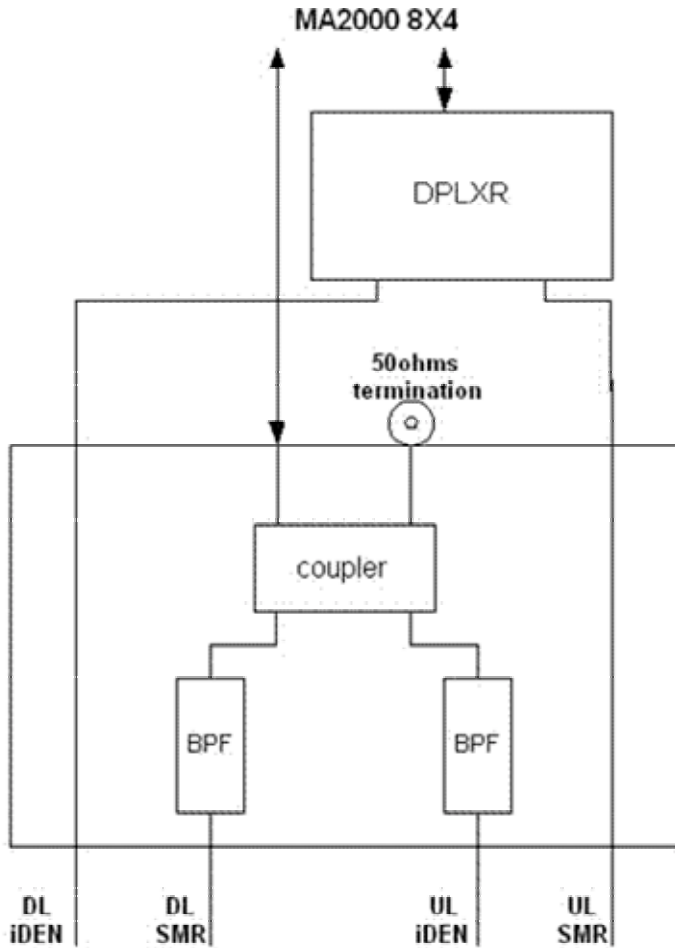 MA2000 8X4
DPLXR
50ohms
termination
coupler
BPF
BPF
DL
iDEN
DL
SMR
UL
iDEN
UL
SMR